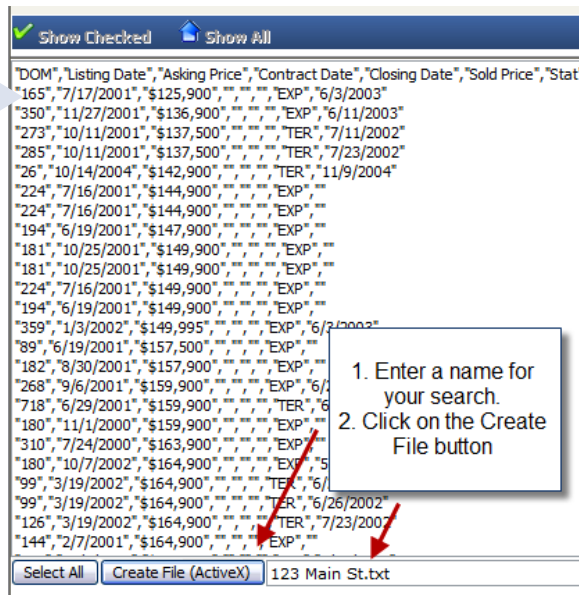 Show Checked Show All
"DOM","Listing Date","Asking Price","Contract Date","Closing Date","Sold Price","Stat
"165","7/17/2001","$125,900","","","","EXP","6/3/2003"
"350","11/27/2001","$136,900","","","","EXP","6/11/2003"
"273","10/11/2001","$137,500","","","","TER","7/11/2002"
"285","10/11/2001","$137,500","","","","TER","7/23/2002"
"26","10/14/2004","$142,900","","","","TER","11/9/2004"
"224","7/16/2001","$144,900","","","","EXP",""
"224","7/16/2001","$144,900","","","","EXP",""
"194","6/19/2001","$147,900","","","","EXP",""
"181","10/25/2001","$149,900","","","","EXP",""
"181","10/25/2001","$149,900","","","","EXP",""
"224","7/16/2001","$149,900","","","","EXP",""
"194","6/19/2001","$149,900","","","","EXP",""
"359","1/3/2002","$149,995","","","","EXP","6/3/2003"
"89","6/19/2001","$157,500","","","","EXP",""
"182","8/30/2001","$157,900","","","","EXP",""
"268","9/6/2001","$159,900","","","","EXP","6/
"718","6/29/2001","$159,900","","","","TER","6
"180","11/1/2000","$159,900","","","","EXP",""
"310","7/24/2000","$163,900","","","","EXP",""
"180","10/7/2002","$164,900","","","","EXP","5
"99","3/19/2002","$164,900","","","","TER","6/
"99","3/19/2002","$164,900","","","","TER","6/26/2002"
"126","3/19/2002","$164,900","","","","TER","7/23/2002"
"144","2/7/2001","$164,900","","","","EXP",""
1. Enter a name for
your search.
2. Click on the Create
File button
Select All Create File (ActiveX) 123 Main St.txt